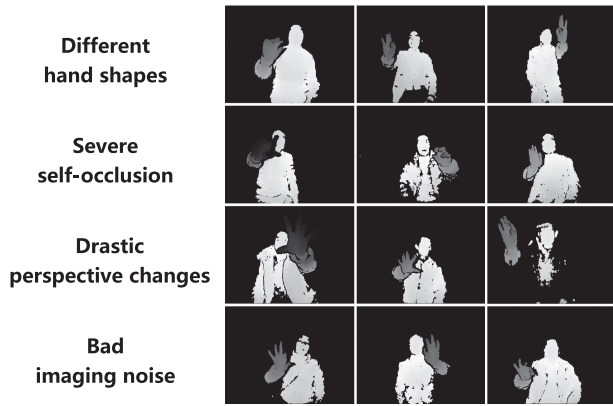 Different
hand shapes
Severe
self-occlusion
Drastic
perspective changes
Bad
imaging noise